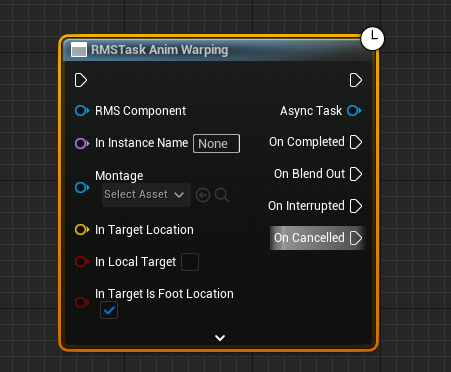 RMSTask Anim Warping
RMS Component
Async Task
In Instance Name None
On Completed
Montage
Select Asset
On Blend Out
On Interrupted
In Target Location
On Cancelled
In Local Target
In Target Is Foot Location